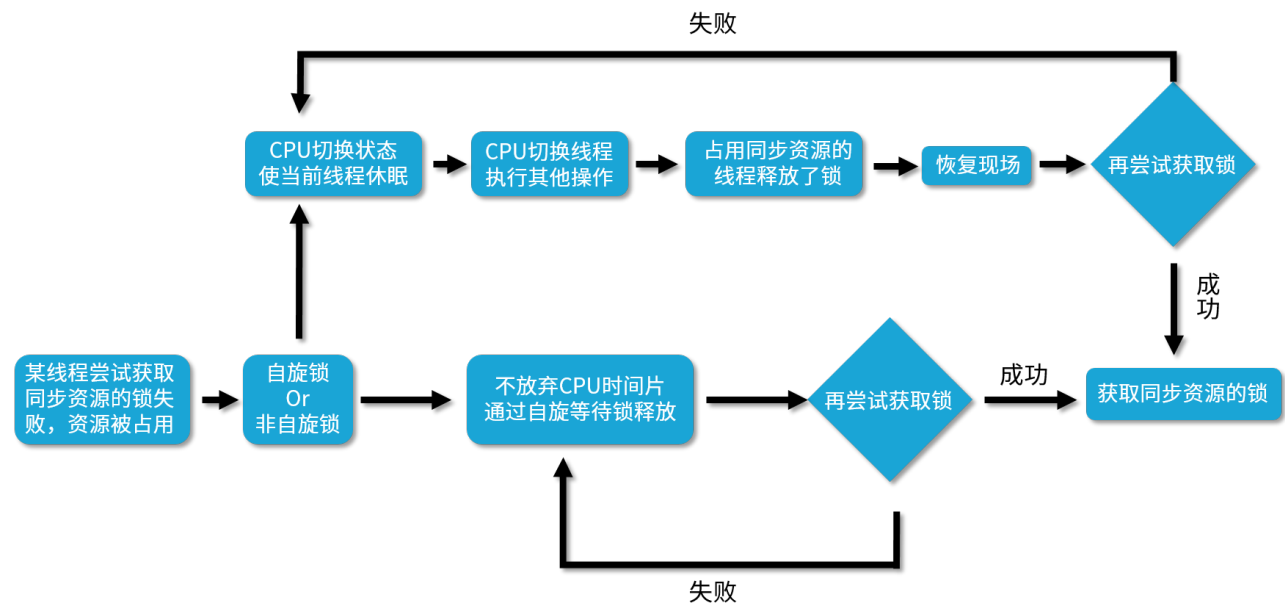 失败
CPU切换状态
使当前线程休眠
CPU切换线程
执行其他操作
占用同步资源的
线程释放了锁
恢复现场
再尝试获取锁
成
功
某线程尝试获取
同步资源的锁失
败，资源被占用
自旋锁
Or
非自旋锁
不放弃CPU时间片
通过自旋等待锁释放
再尝试获取锁
成功
获取同步资源的锁
失败